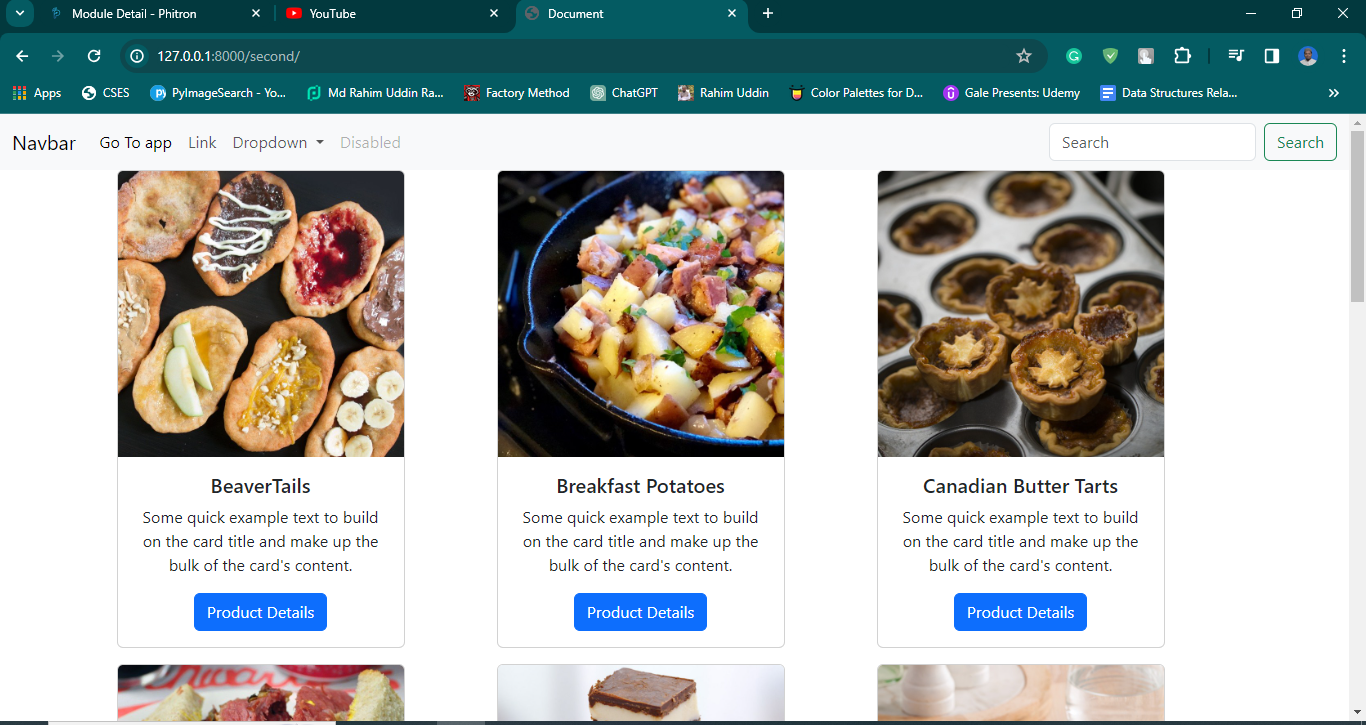 Module Detail - Phitron
YouTube
Document
127.0.0.1:8000/second/
Apps
CSES
PyImageSearch - Yo...
Md Rahim Uddin Ra...
Factory Method
ChatGPT
Rahim Uddin
Color Palettes for D...
Gale Presents: Udemy
Data Structures Rela...
Navbar
Go To app
Link
Dropdown
Disabled
Search
Search
BeaverTails
Some quick example text to build
on the card title and make up the
bulk of the card's content.
Product Details
Breakfast Potatoes
Some quick example text to build
on the card title and make up the
bulk of the card's content.
Product Details
Canadian Butter Tarts
Some quick example text to build
on the card title and make up the
bulk of the card's content.
Product Details